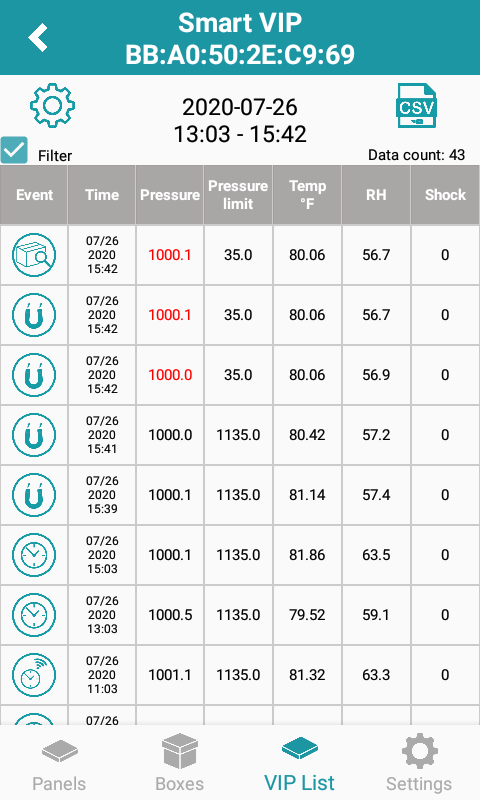 Smart VIP
BB:A0:50:2E:C9:69
2020-07-26
13:03 - 15:42
CSV
Filter
Data count: 43
Event Time Pressure Pressure limit Temp °F RH Shock
07/26 2020 15:42 1000.1 35.0 80.06 56.7 0
07/26 2020 15:42 1000.1 35.0 80.06 56.7 0
07/26 2020 15:42 1000.0 35.0 80.06 56.9 0
07/26 2020 15:41 1000.0 1135.0 80.42 57.2 0
07/26 2020 15:39 1000.1 1135.0 81.14 57.4 0
07/26 2020 15:03 1000.1 1135.0 81.86 63.5 0
07/26 2020 13:03 1000.5 1135.0 79.52 59.1 0
07/26 2020 11:03 1001.1 1135.0 81.32 63.3 0
07/26
Panels Boxes VIP List Settings